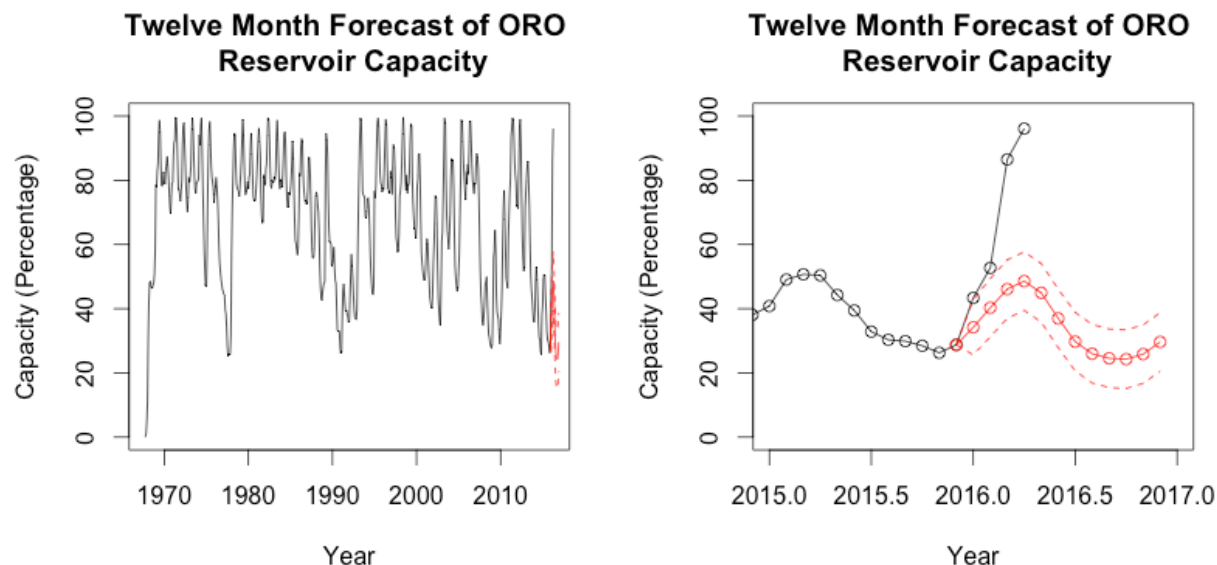 Twelve Month Forecast of ORO
Reservoir Capacity
Capacity (Percentage)
100
80
60
40
20
0
1970 1980 1990 2000 2010
Year
Twelve Month Forecast of ORO
Reservoir Capacity
Capacity (Percentage)
100
80
60
40
20
0
2015.0 2015.5 2016.0 2016.5 2017.0
Year